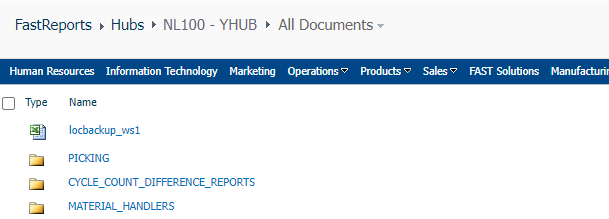 FastReports Hubs NL100 - YHUB All Documents
Human Resources Information Technology Marketing Operations Products Sales FAST Solutions Manufacturin
Type Name
locbackup_ws1
PICKING
CYCLE_COUNT_DIFFERENCE_REPORTS
MATERIAL_HANDLERS